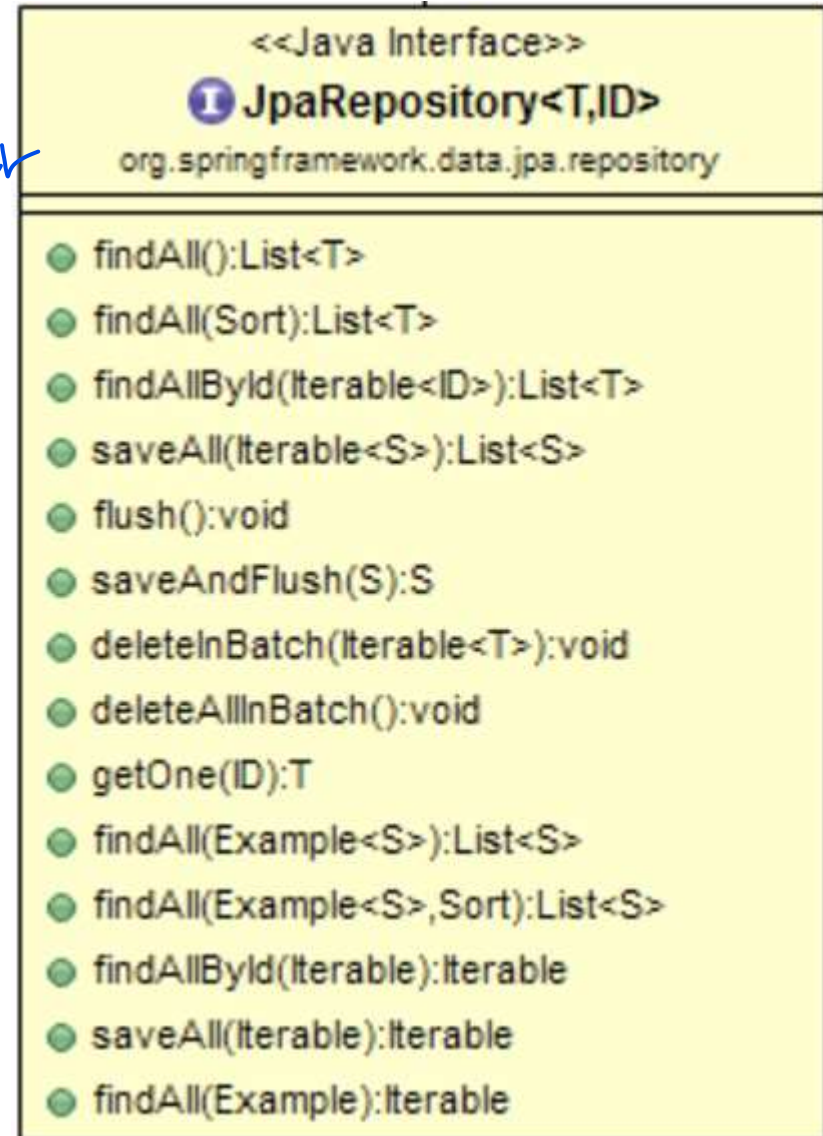 <<Java Interface>>
I JpaRepository<T,ID>
org.springframework.data.jpa.repository
findAll():List<T>
findAll(Sort):List<T>
findAllById(Iterable<ID>):List<T>
saveAll(Iterable<S>):List<S>
flush():void
saveAndFlush(S):S
deleteInBatch(Iterable<T>):void
deleteAllInBatch():void
getOne(ID):T
findAll(Example<S>):List<S>
findAll(Example<S>,Sort):List<S>
findAllById(Iterable):Iterable
saveAll(Iterable):Iterable
findAll(Example):Iterable